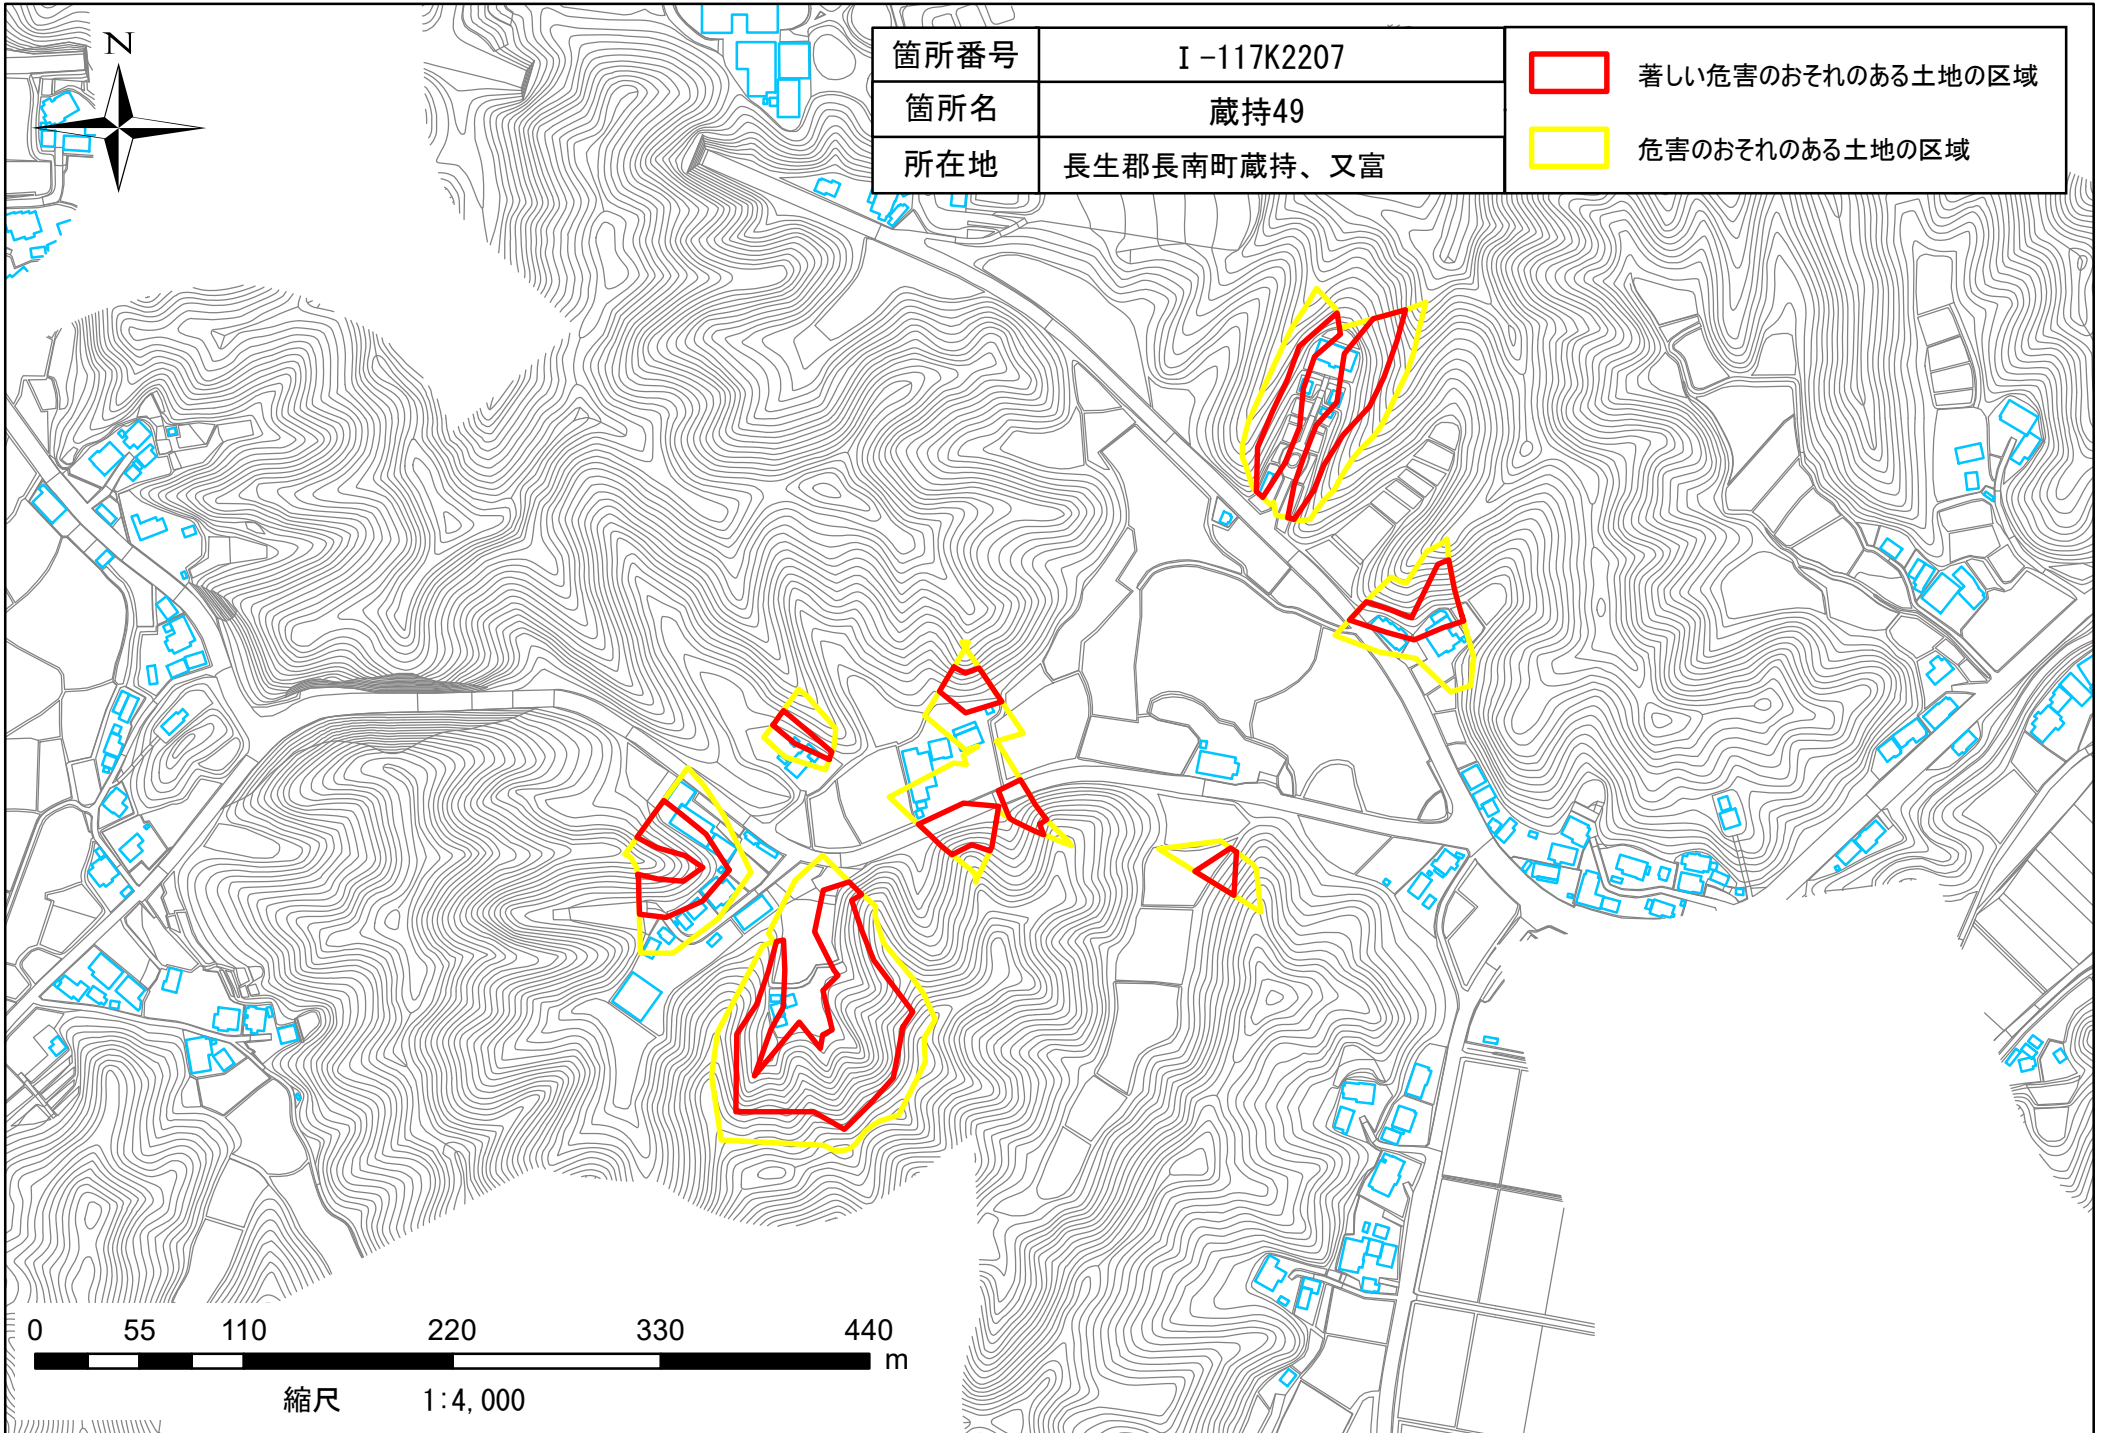 N
箇所番号 Ⅰ-117K2207
箇所名 蔵持49
所在地 長生郡長南町蔵持、又富
著しい危害のおそれのある土地の区域
危害のおそれのある土地の区域
0 55 110 220 330 440
m
縮尺 1:4,000